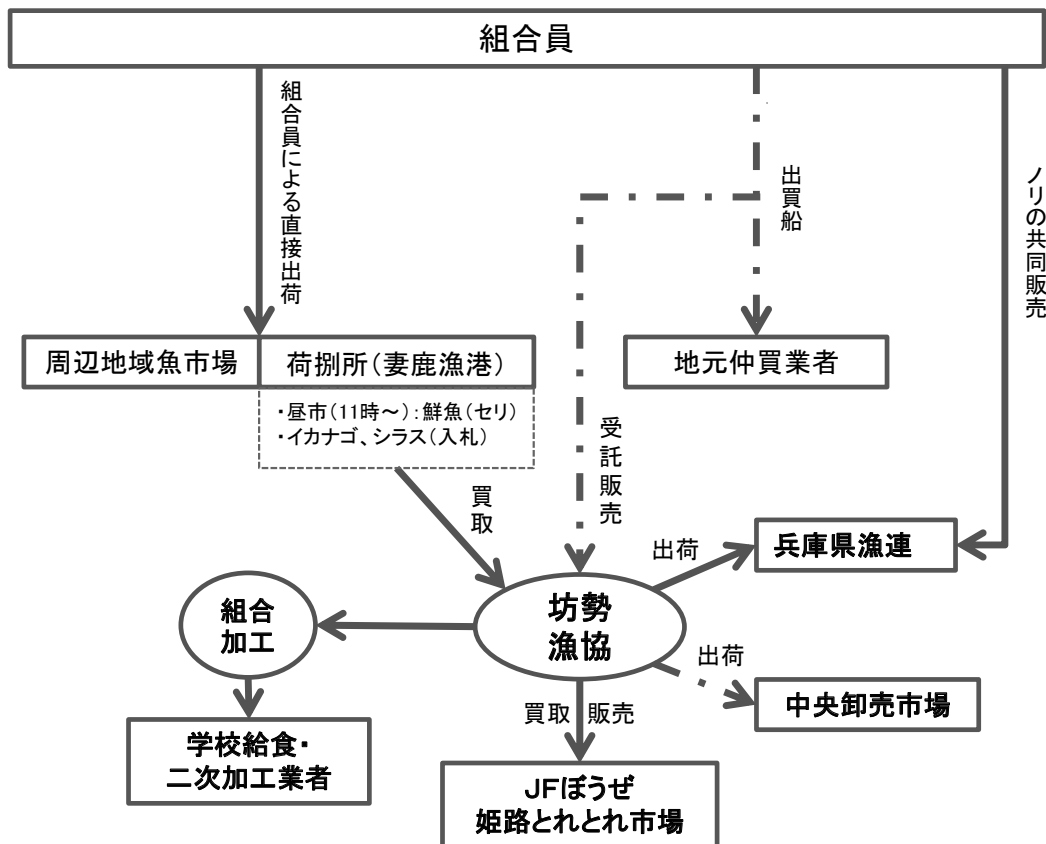 組合員
組合員による直接出荷
出買船
ノリの共同販売
周辺地域魚市場
荷捌所(妻鹿漁港)
地元仲買業者
・昼市(11時～):鮮魚(セリ)
・イカナゴ、シラス(入札)
買取
受託販売
出荷
兵庫県漁連
組合
加工
坊勢
漁協
出荷
中央卸売市場
買取
販売
学校給食・
二次加工業者
JFぼうぜ
姫路とれとれ市場